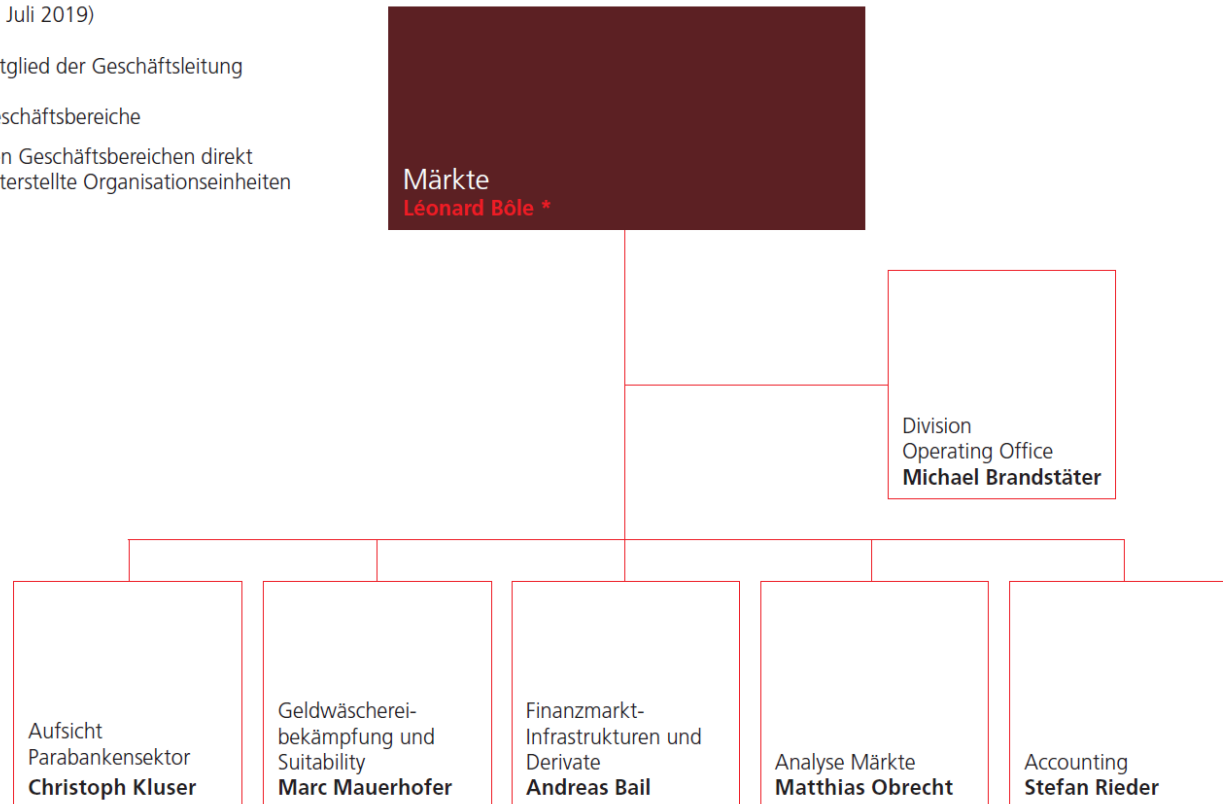 Juli 2019)
tglied der Geschäftsleitung
eschäftsbereiche
n Geschäftsbereichen direkt
terstellte Organisationseinheiten
Märkte
Léonard Bôle *
Division
Operating Office
Michael Brandstäter
Aufsicht
Parabankensektor
Christoph Kluser
Geldwäscherei-
bekämpfung und
Suitability
Marc Mauerhofer
Finanzmarkt-
Infrastrukturen und
Derivate
Andreas Bail
Analyse Märkte
Matthias Obrecht
Accounting
Stefan Rieder